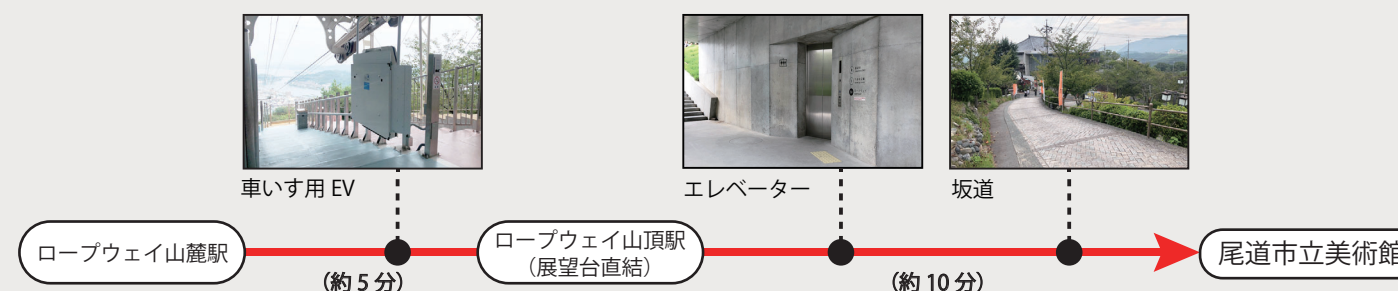 車いす用 EV
エレベーター
坂道
ロープウェイ山麓駅
ロープウェイ山頂駅
（展望台直結）
尾道市立美術館
（約 5 分）
（約 10 分）